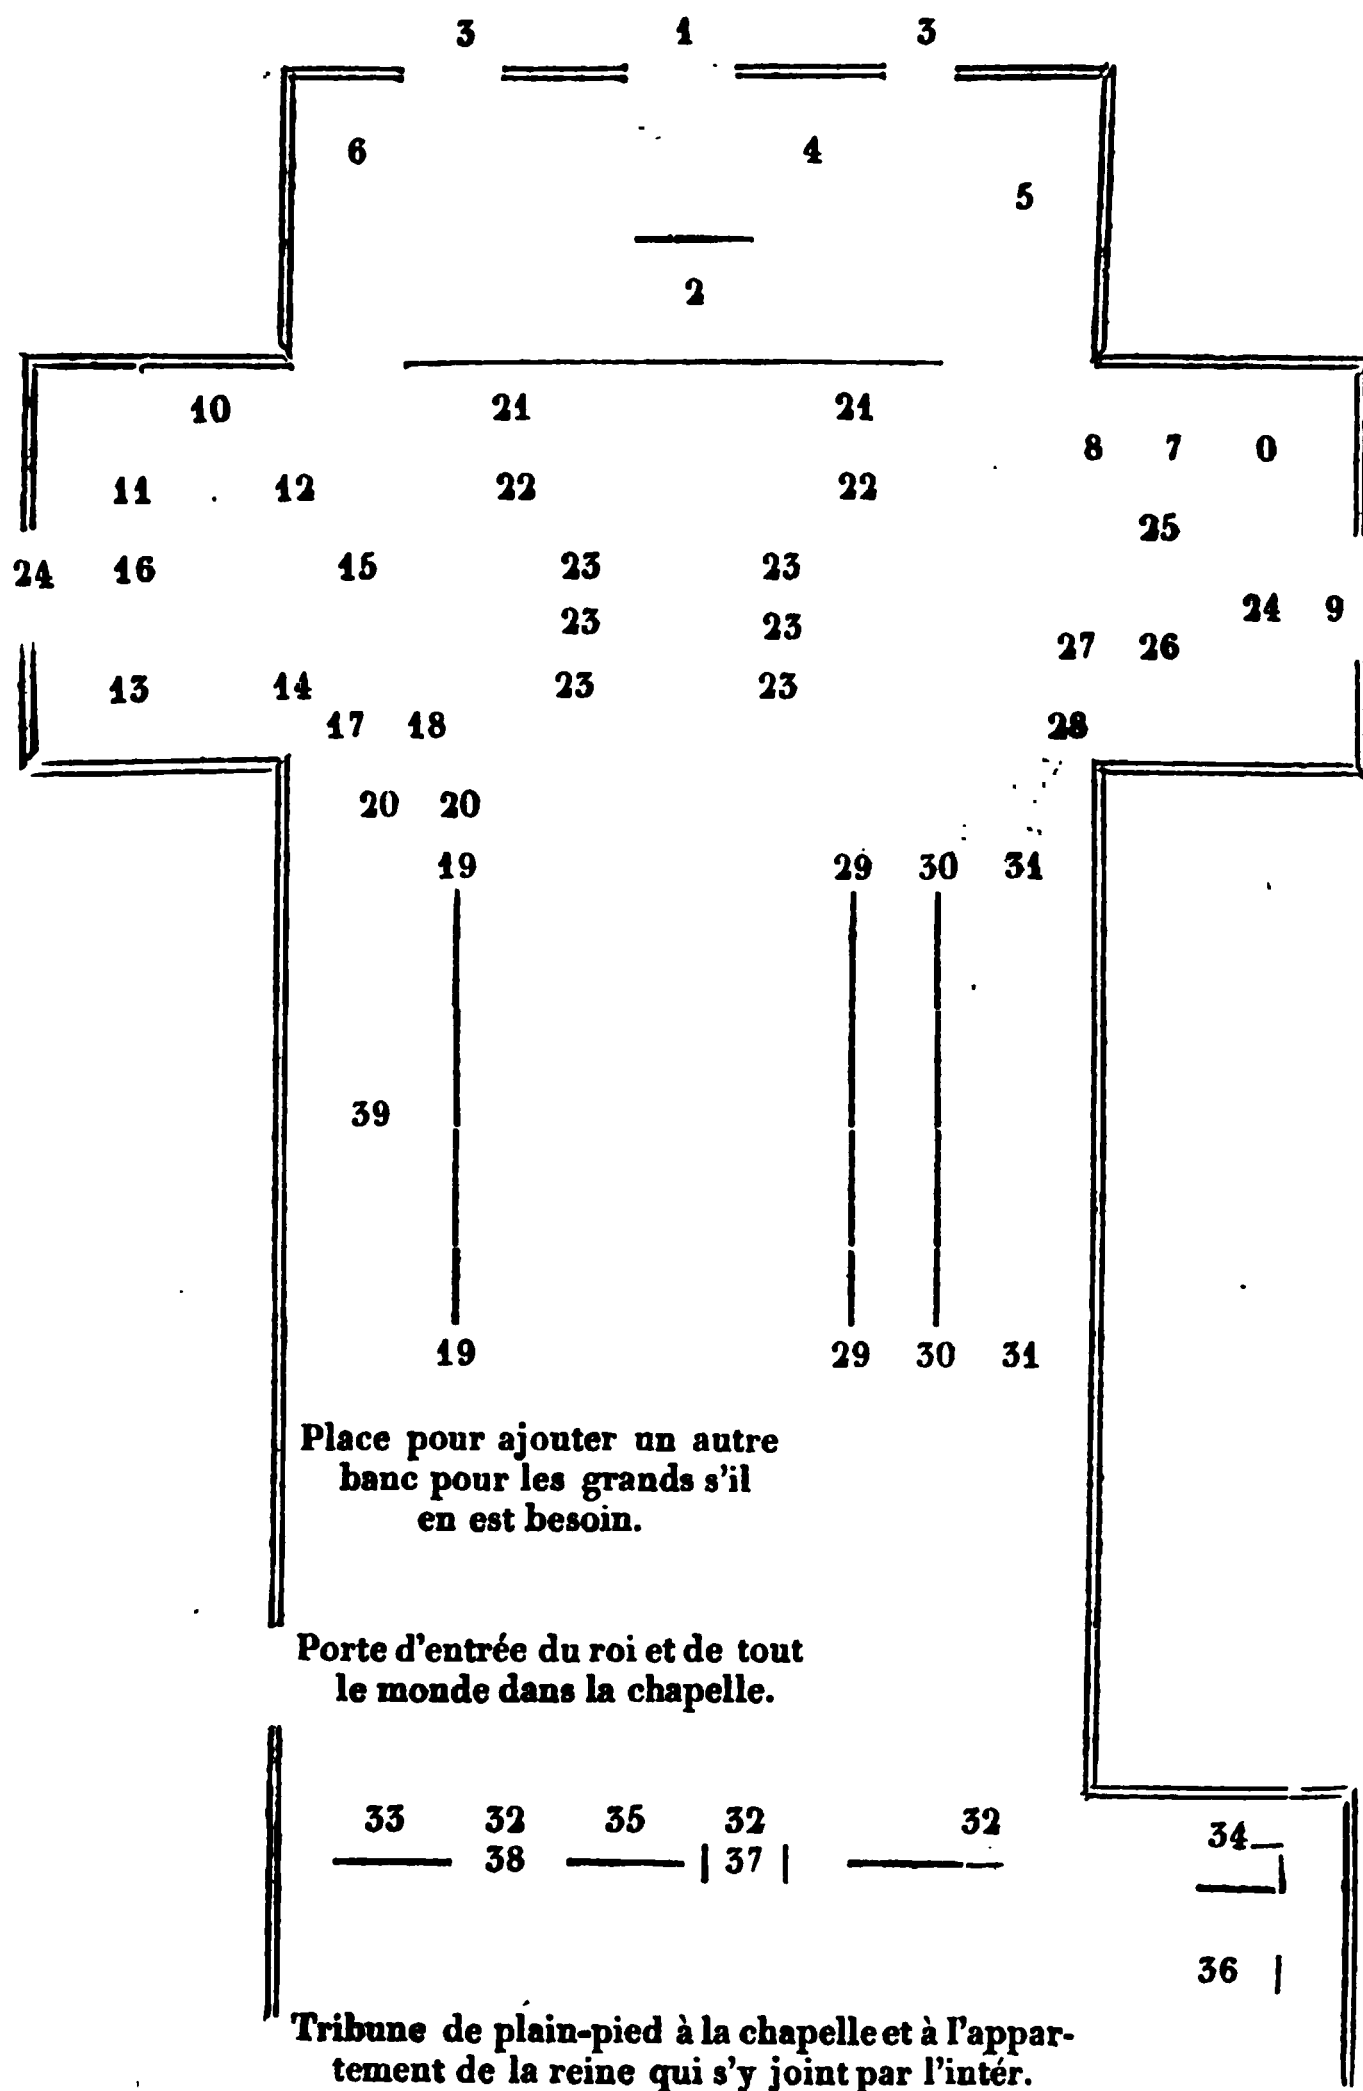 3 1 3
6 4
5
2
10 21 21
8 7 0
11 12 22 22
25
24 16 15 23 23
24 9
23 23
27 26
13 14 23 23
17 18 28
20 20
19 29 30 31
39
19 29 30 31
Place pour ajouter un autre
banc pour les grands s'il
en est besoin.
Porte d'entrée du roi et de tout
le monde dans la chapelle.
33 32 35 32 32
34
38 37
36
Tribune de plain-pied à la chapelle et à l'appar-
tement de la reine qui s'y joint par l'intér.